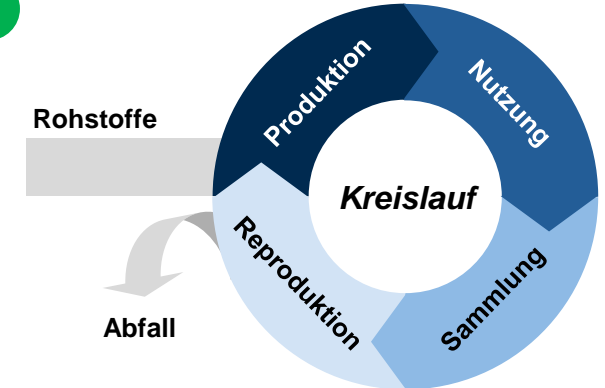 Produktion
Nutzung
Rohstoffe
Kreislauf
Reproduktion
Sammlung
Abfall